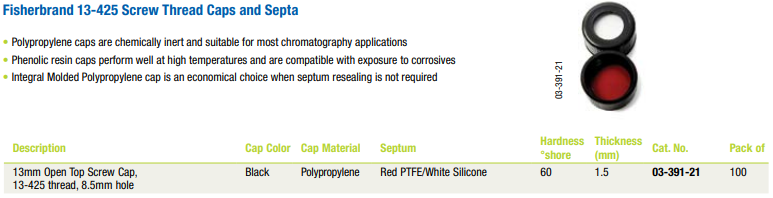 Fisherbrand 13-425 Screw Thread Caps and Septa
• Polypropylene caps are chemically inert and suitable for most chromatography applications
• Phenolic resin caps perform well at high temperatures and are compatible with exposure to corrosives
• Integral Molded Polypropylene cap is an economical choice when septum resealing is not required
03-391-21
Description Cap Color Cap Material Septum Hardness °shore Thickness (mm) Cat. No. Pack of
13mm Open Top Screw Cap, Black Polypropylene Red PTFE/White Silicone 60 1.5 03-391-21 100
13-425 thread, 8.5mm hole